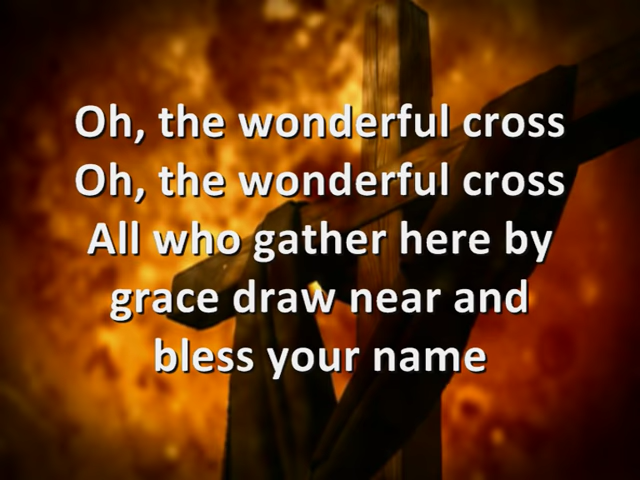 Oh, the wonderful cross
Oh, the wonderful cross
All who gather here by
grace draw near and
bless your name